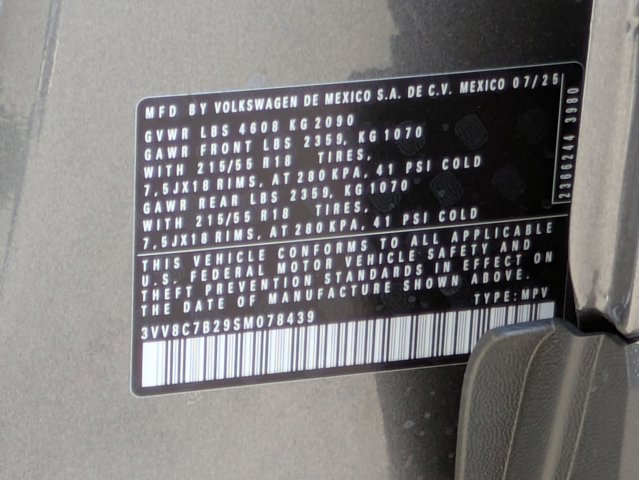 MFD BY VOLKSWAGEN DE MEXICO S.A. DE C.V. MEXICO 07/25
GVWR LBS 4608 KG 2090
GAWR FRONT LBS 2359, KG 1070
WITH 215/55 R18 TIRES,
7,5JX18 RIMS, AT 280 KPA, 41 PSI COLD
GAWR REAR LBS 2359, KG 1070
WITH 215/55 R18 TIRES,
7,5JX18 RIMS, AT 280 KPA, 41 PSI COLD
2366244 3980
THIS VEHICLE CONFORMS TO ALL APPLICABLE
U.S. FEDERAL MOTOR VEHICLE SAFETY AND
THEFT PREVENTION STANDARDS IN EFFECT ON
THE DATE OF MANUFACTURE SHOWN ABOVE.
3VV8C7B29SM078439 TYPE: MPV